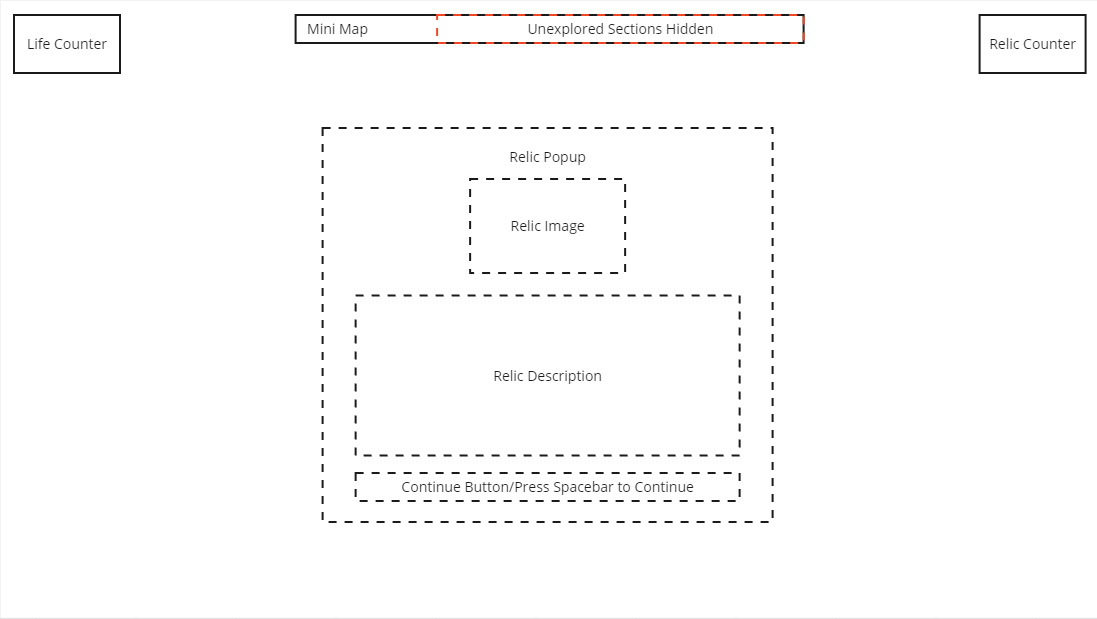 Life Counter
Mini Map
Unexplored Sections Hidden
Relic Counter
Relic Popup
Relic Image
Relic Description
Continue Button/Press Spacebar to Continue